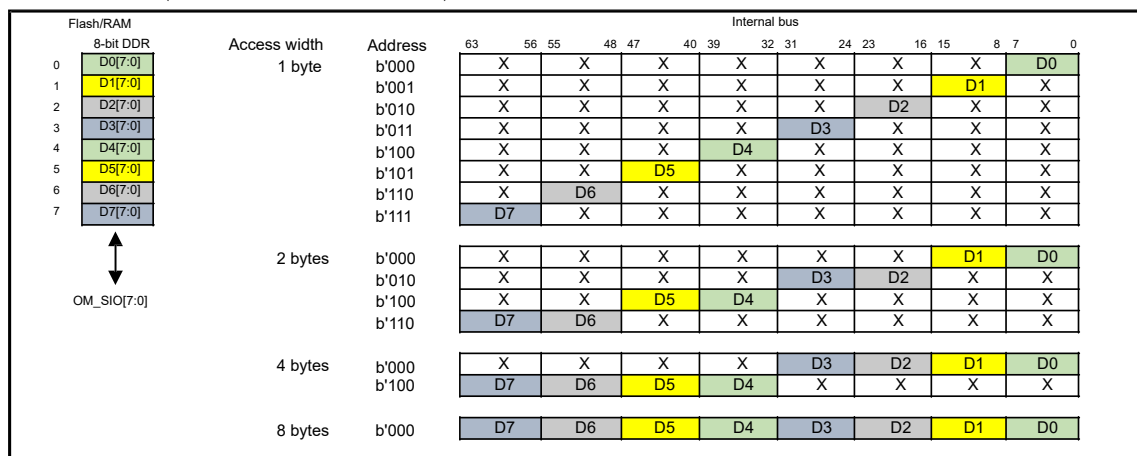 Flash/RAM Internal bus
8-bit DDR Access width Address 63 56 55 48 47 40 39 32 31 24 23 16 15 8 7 0
0 D0[7:0] 1 byte b'000 X X X X X X X D0
1 D1[7:0] b'001 X X X X X X D1 X
2 D2[7:0] b'010 X X X X X D2 X X
3 D3[7:0] b'011 X X X X D3 X X X
4 D4[7:0] b'100 X X X D4 X X X X
5 D5[7:0] b'101 X X D5 X X X X X
6 D6[7:0] b'110 X D6 X X X X X X
7 D7[7:0] b'111 D7 X X X X X X X
2 bytes b'000 X X X X X X D1 D0
b'010 X X X X D3 D2 X X
OM_SIO[7:0] b'100 X X D5 D4 X X X X
b'110 D7 D6 X X X X X X
4 bytes b'000 X X X X D3 D2 D1 D0
b'100 D7 D6 D5 D4 X X X X
8 bytes b'000 D7 D6 D5 D4 D3 D2 D1 D0